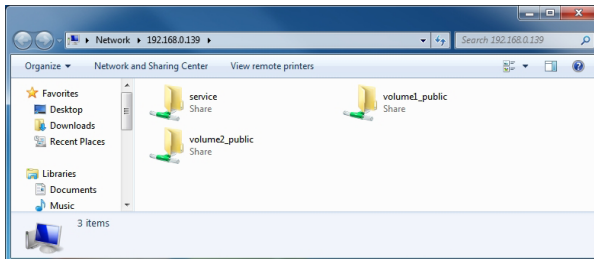 Network ▸ 192.168.0.139 ▸
Search 192.168.0.139
Organize ▾ Network and Sharing Center View remote printers
Favorites
Desktop
Downloads
Recent Places
Libraries
Documents
Music
service
Share
volume1_public
Share
volume2_public
Share
3 items